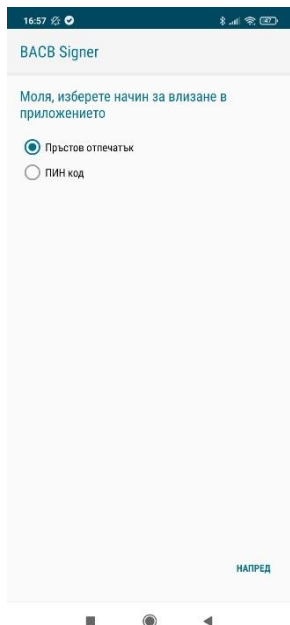 16:57
47
BACB Signer
Моля, изберете начин за влизане в
приложението
Пръстов отпечатък
ПИН код
НАПРЕД